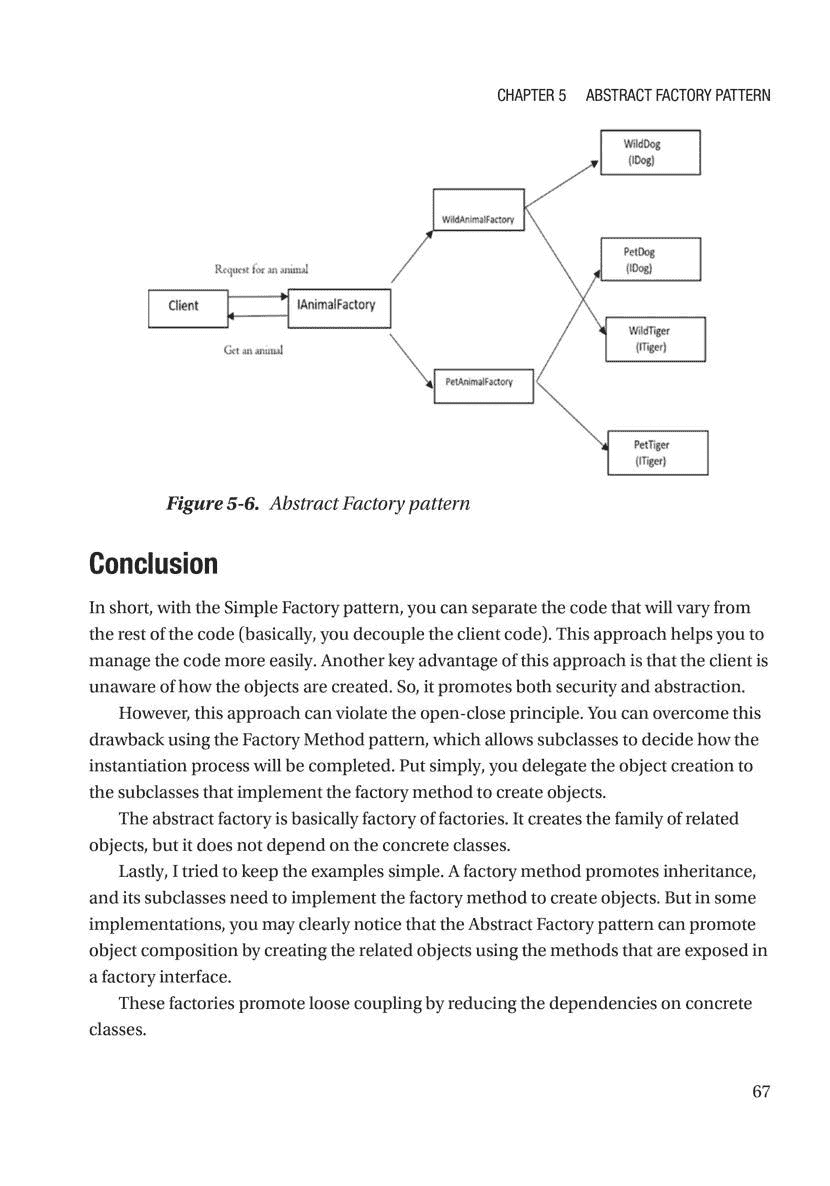 CHAPTER 5 ABSTRACT FACTORY PATTERN
WildDog
(IDog)
WildAnimalFactory
PetDog
(IDog)
Request for an animal
Client
IAnimalFactory
WildTiger
(ITiger)
Get an animal
PetAnimalFactory
PetTiger
(ITiger)
Figure 5-6. Abstract Factory pattern
Conclusion
In short, with the Simple Factory pattern, you can separate the code that will vary from
the rest of the code (basically, you decouple the client code). This approach helps you to
manage the code more easily. Another key advantage of this approach is that the client is
unaware of how the objects are created. So, it promotes both security and abstraction.
However, this approach can violate the open-close principle. You can overcome this
drawback using the Factory Method pattern, which allows subclasses to decide how the
instantiation process will be completed. Put simply, you delegate the object creation to
the subclasses that implement the factory method to create objects.
The abstract factory is basically factory of factories. It creates the family of related
objects, but it does not depend on the concrete classes.
Lastly, I tried to keep the examples simple. A factory method promotes inheritance,
and its subclasses need to implement the factory method to create objects. But in some
implementations, you may clearly notice that the Abstract Factory pattern can promote
object composition by creating the related objects using the methods that are exposed in
a factory interface.
These factories promote loose coupling by reducing the dependencies on concrete
classes.
67